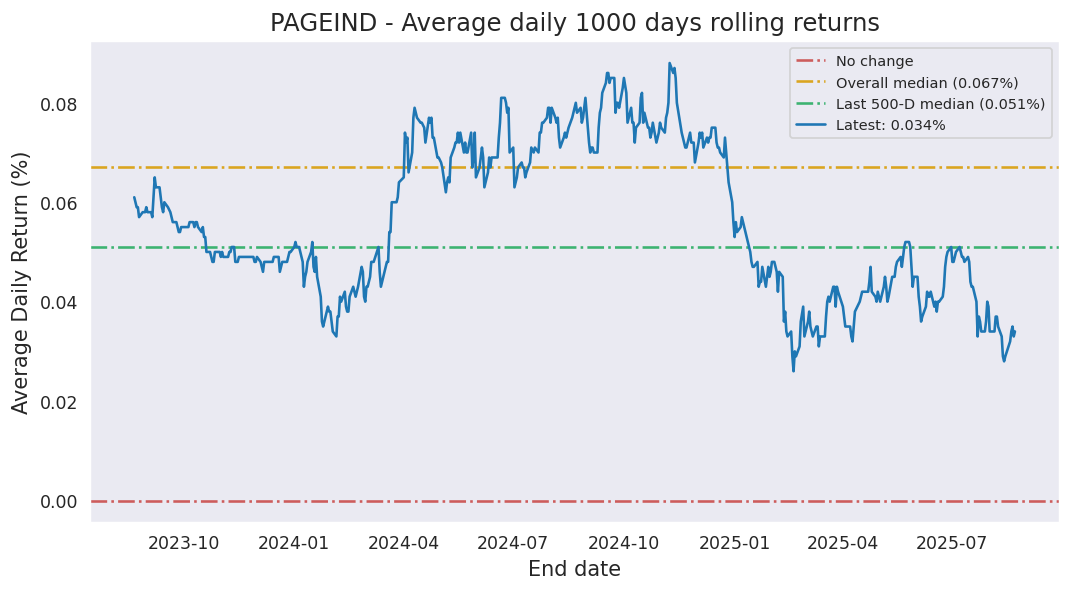 PAGEIND - Average daily 1000 days rolling returns
No change
Overall median (0.067%)
Last 500-D median (0.051%)
Latest: 0.034%
Average Daily Return (%)
0.08
0.06
0.04
0.02
0.00
2023-10 2024-01 2024-04 2024-07 2024-10 2025-01 2025-04 2025-07
End date